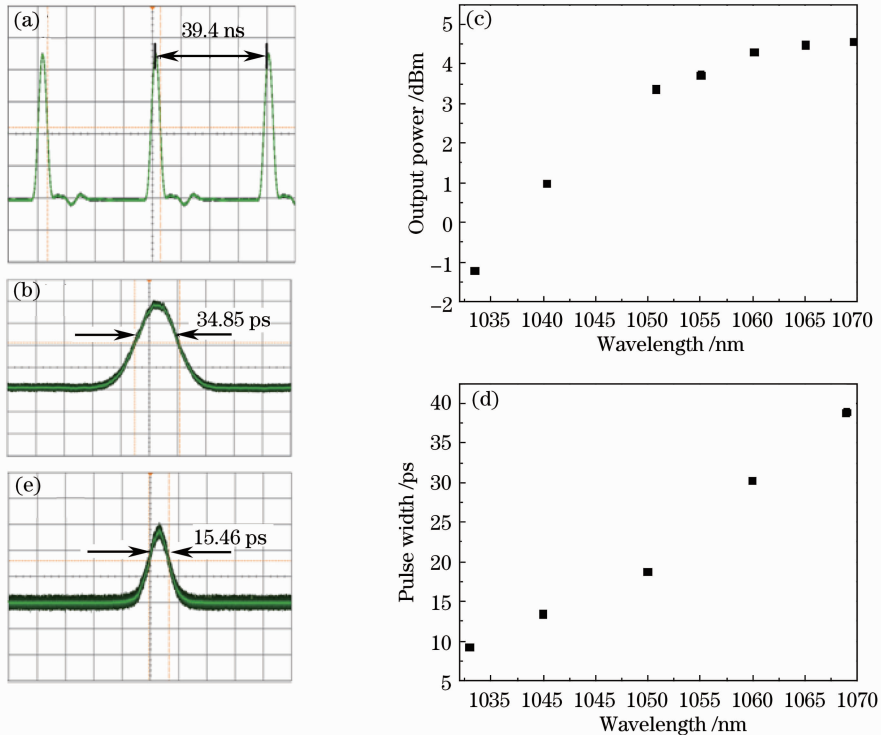 (a)
39.4 ns
(b)
34.85 ps
(e)
15.46 ps
(c)
Output power /dBm
5
4
3
2
1
0
−1
−2
1035 1040 1045 1050 1055 1060 1065 1070
Wavelength /nm
(d)
Pulse width /ps
40
35
30
25
20
15
10
5
1035 1045 1045 1050 1055 1060 1065 1070
Wavelength /nm